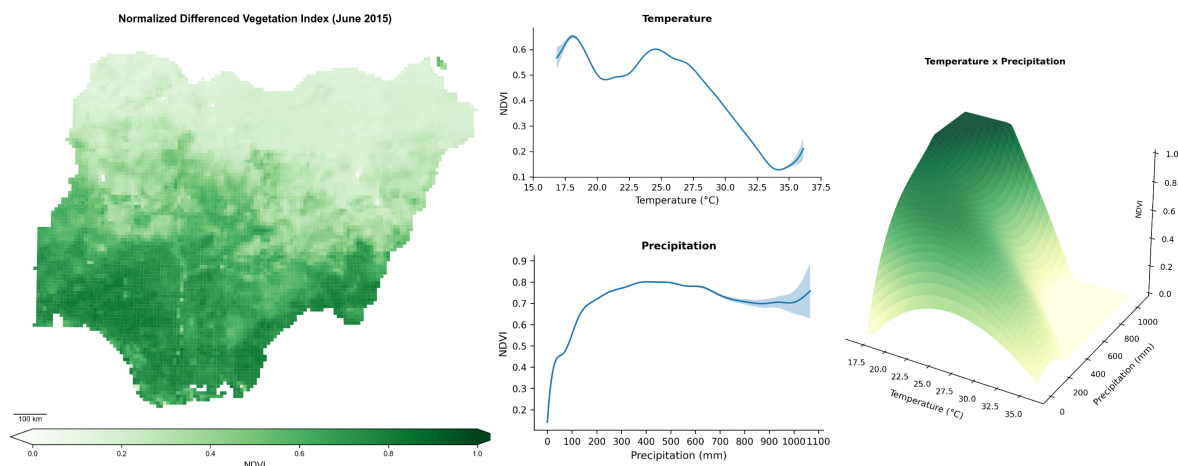 Normalized Differenced Vegetation Index (June 2015)
100 km
0.0 0.2 0.4 0.6 0.8 1.0
NDVI
Temperature
0.6
0.5
0.4
0.3
0.2
0.1
NDVI
15.0 17.5 20.0 22.5 25.0 27.5 30.0 32.5 35.0 37.5
Temperature (°C)
Precipitation
0.9
0.8
0.7
0.6
0.5
0.4
0.3
0.2
NDVI
0 100 200 300 400 500 600 700 800 900 1000 1100
Precipitation (mm)
Temperature x Precipitation
1.0
0.8
0.6
0.4
0.2
0.0
NDVI
17.5 20.0 22.5 25.0 27.5 30.0 32.5 35.0
Temperature (°C)
0 200 400 600 800 1000
Precipitation (mm)